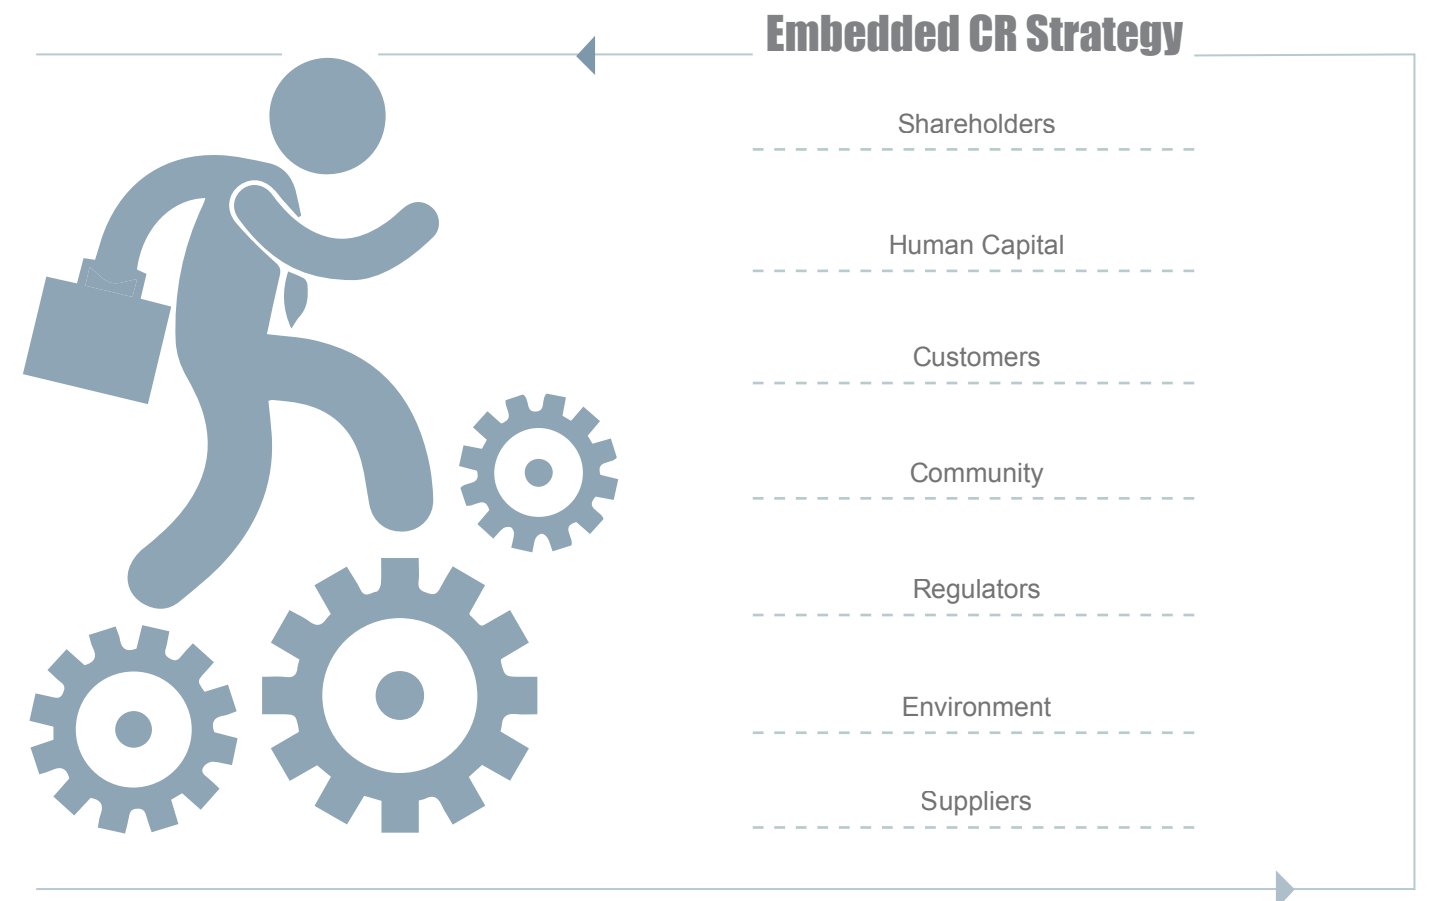 Embedded CR Strategy
Shareholders
Human Capital
Customers
Community
Regulators
Environment
Suppliers